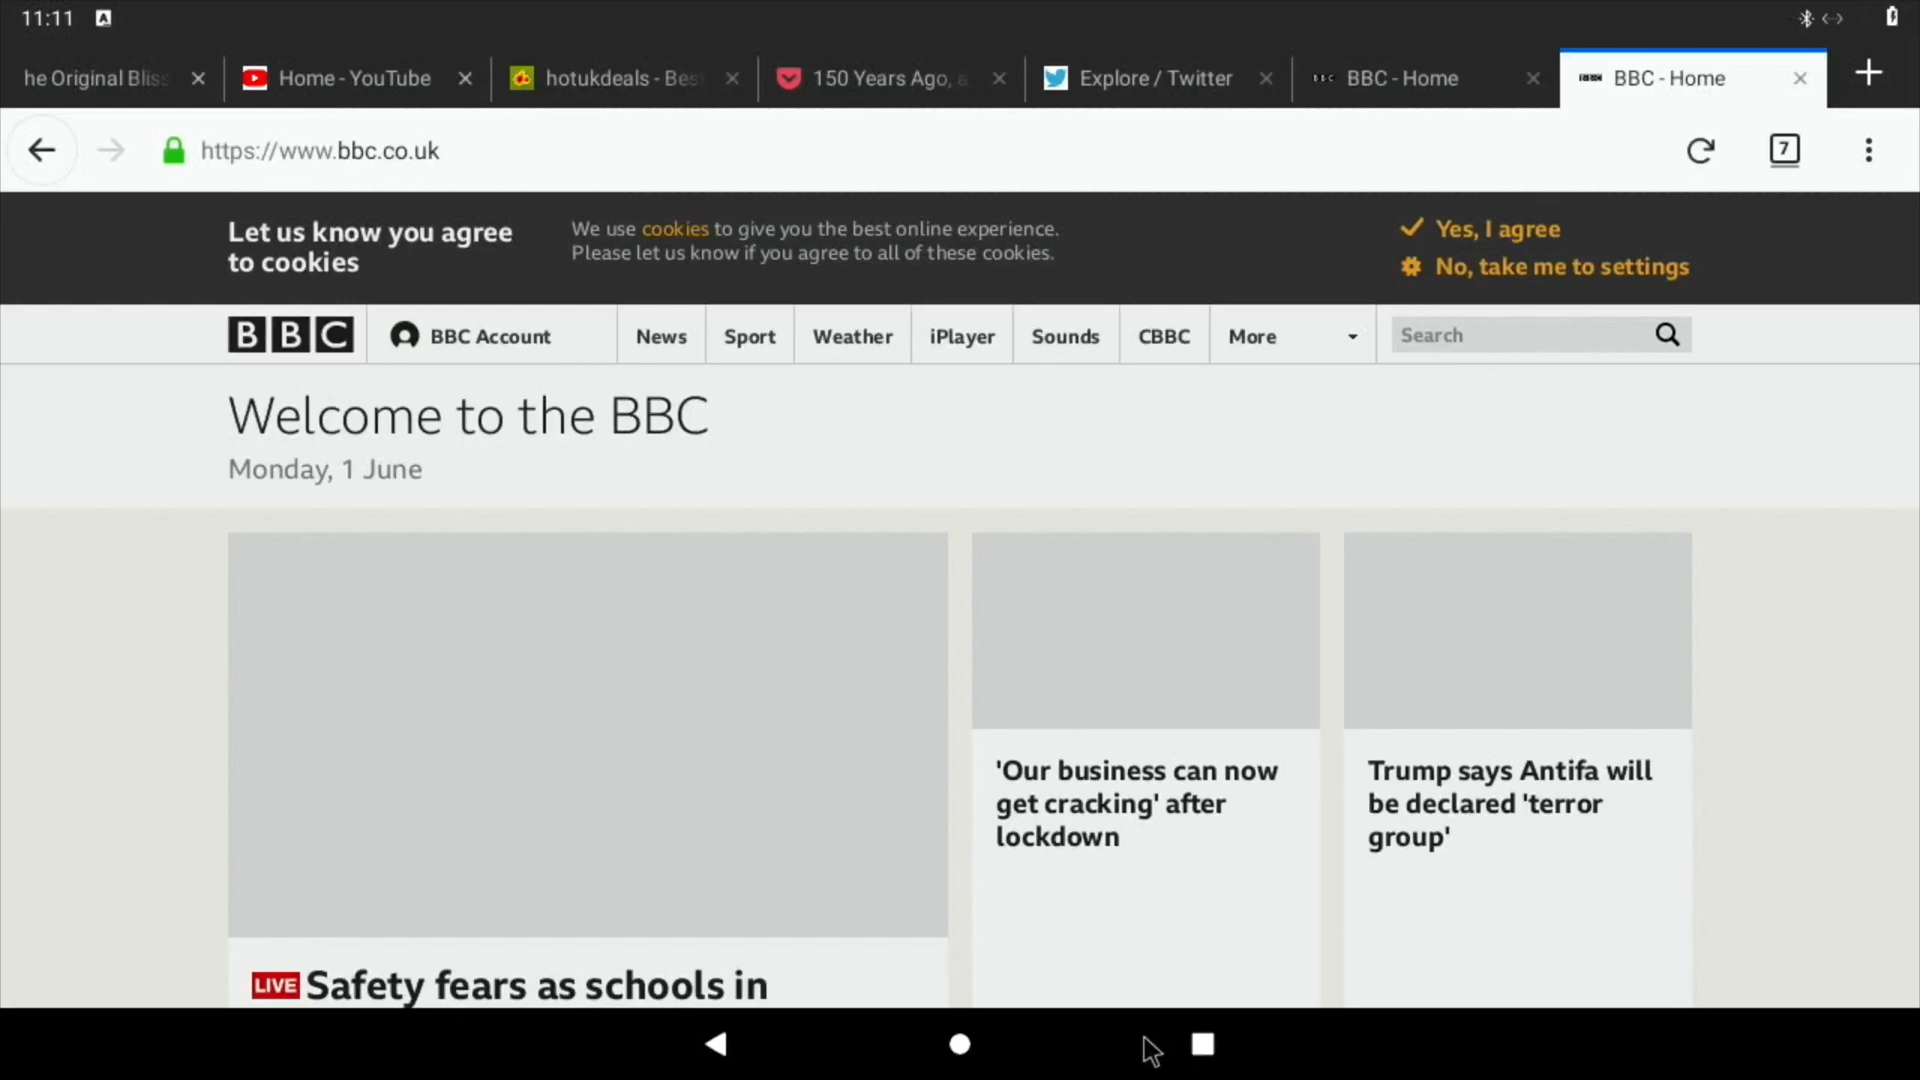 11:11
he Original Blis
Home - YouTube
hotukdeals - Bes
150 Years Ago, a
Explore / Twitter
BBC - Home
BBC - Home
https://www.bbc.co.uk
7
Let us know you agree
to cookies
We use cookies to give you the best online experience.
Please let us know if you agree to all of these cookies.
Yes, I agree
No, take me to settings
BBC
BBC Account
News
Sport
Weather
iPlayer
Sounds
CBBC
More
Search
Welcome to the BBC
Monday, 1 June
'Our business can now
get cracking' after
lockdown
Trump says Antifa will
be declared 'terror
group'
LIVE Safety fears as schools in